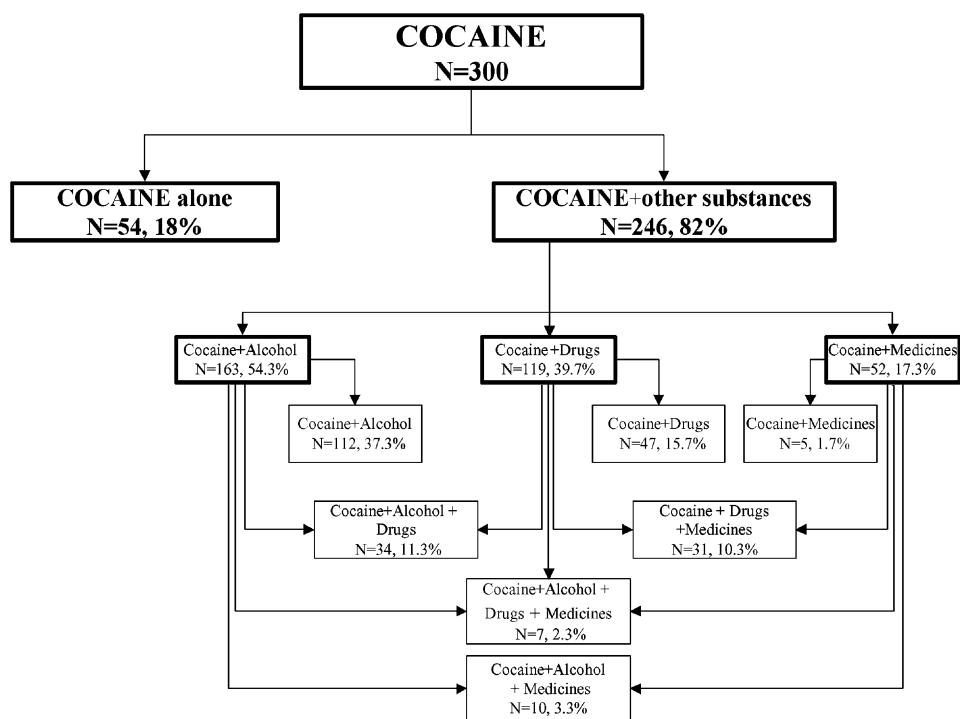 COCAINE
N=300
COCAINE alone
N=54, 18%
COCAINE+other substances
N=246, 82%
Cocaine+Alcohol
N=163, 54.3%
Cocaine+Drugs
N=119, 39.7%
Cocaine+Medicines
N=52, 17.3%
Cocaine+Alcohol
N=112, 37.3%
Cocaine+Drugs
N=47, 15.7%
Cocaine+Medicines
N=5, 1.7%
Cocaine+Alcohol +
Drugs
N=34, 11.3%
Cocaine + Drugs
+Medicines
N=31, 10.3%
Cocaine+Alcohol +
Drugs + Medicines
N=7, 2.3%
Cocaine+Alcohol
+ Medicines
N=10, 3.3%